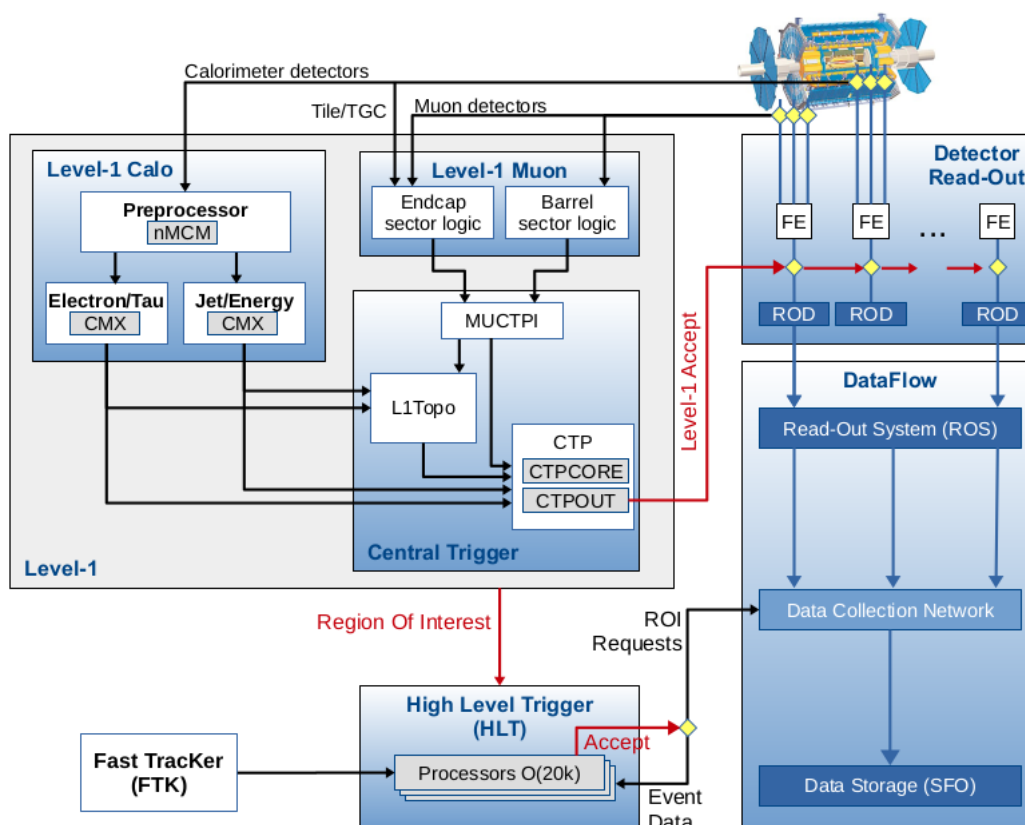 Calorimeter detectors
Tile/TGC
Muon detectors
Level-1 Calo
Preprocessor
nMCM
Electron/Tau
CMX
Jet/Energy
CMX
Level-1 Muon
Endcap
sector logic
Barrel
sector logic
MUCTPI
L1Topo
CTP
CTPCORE
CTPOUT
Central Trigger
Level-1
Level-1 Accept
Detector
Read-Out
FE
FE
...
FE
ROD
ROD
ROD
DataFlow
Read-Out System (ROS)
Data Collection Network
Data Storage (SFO)
Region Of Interest
ROI
Requests
High Level Trigger
(HLT)
Accept
Processors O(20k)
Event
Data
Fast TracKer
(FTK)